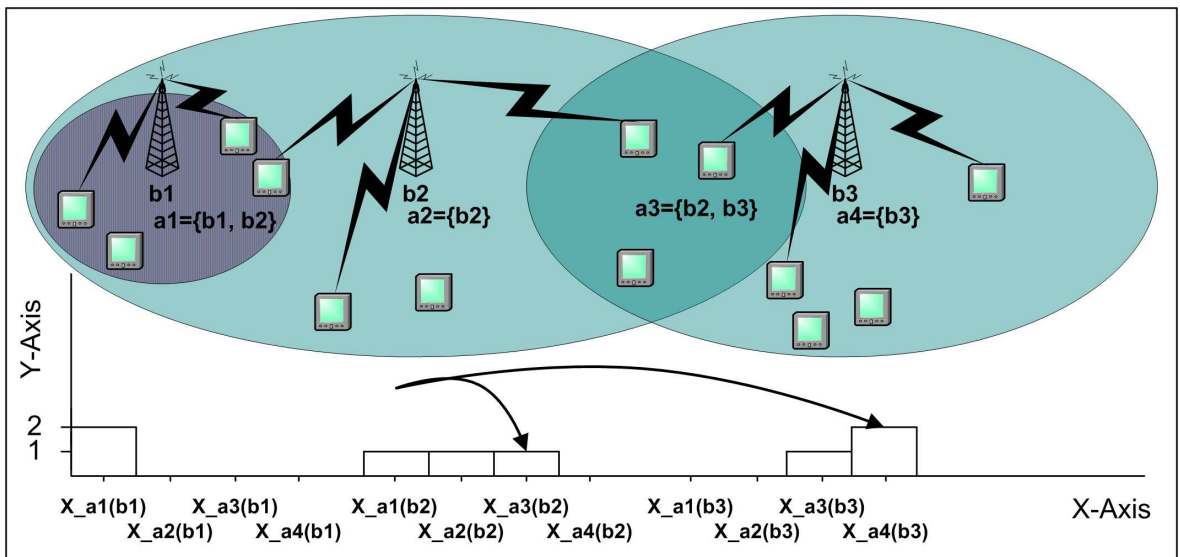 b1
a1={b1, b2}
b2
a2={b2}
a3={b2, b3}
b3
a4={b3}
Y-Axis
2
1
X_a1(b1)
X_a2(b1)
X_a3(b1)
X_a4(b1)
X_a1(b2)
X_a2(b2)
X_a3(b2)
X_a4(b2)
X_a1(b3)
X_a2(b3)
X_a3(b3)
X_a4(b3)
X-Axis